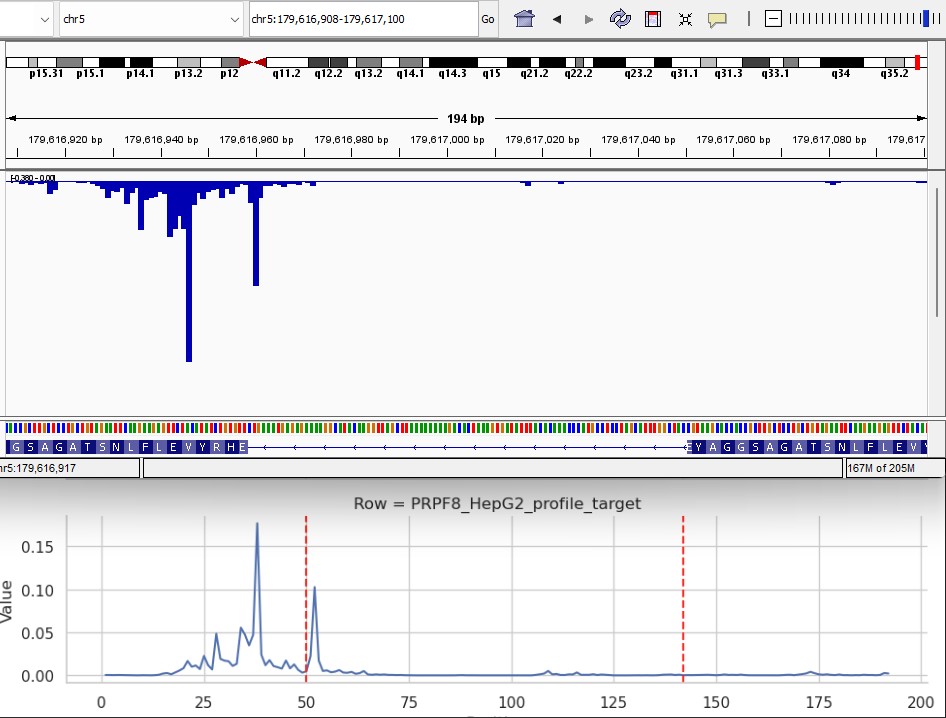 chr5 chr5:179,616,908-179,617,100 Go
p15.31 p15.1 p14.1 p13.2 p12 q11.2 q12.2 q13.2 q14.1 q14.3 q15 q21.2 q22.2 q23.2 q31.1 q31.3 q33.1 q34 q35.2
194 bp
179,616,920 bp 179,616,940 bp 179,616,960 bp 179,616,980 bp 179,617,000 bp 179,617,020 bp 179,617,040 bp 179,617,060 bp 179,617,080 bp 179,617
G S A G A T S N L F L E V Y R H E E Y A G G S A G A T S N L F L E V Y
hr5:179,616,917 167M of 205M
Row = PRPF8_HepG2_profile_target
Value
0.15
0.10
0.05
0.00
0 25 50 75 100 125 150 175 200